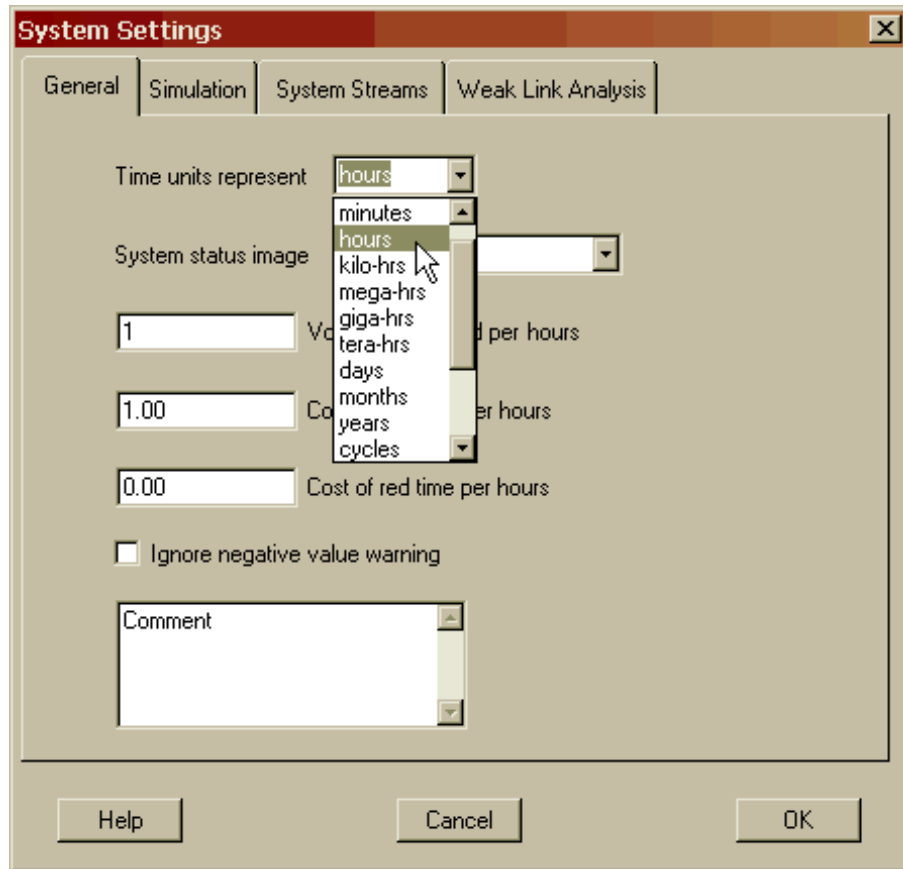 System Settings
General Simulation System Streams Weak Link Analysis
Time units represent hours
minutes
hours
System status image
kilo-hrs
mega-hrs
giga-hrs
1 per hours
tera-hrs
days
months
1.00 per hours
years
cycles
0.00 Cost of red time per hours
Ignore negative value warning
Comment
Help Cancel OK